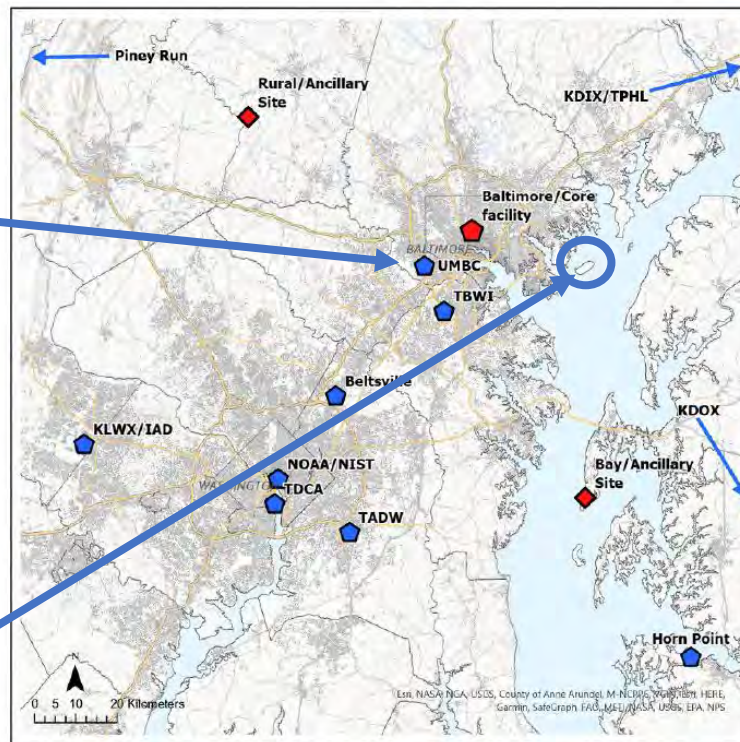 Piney Run
Rural/Ancillary
Site
KDIX/TPHL
Baltimore/Core
facility
BALTIMORE
UMBC
TBWI
Beltsville
KLWX/IAD
KDOX
NOAA/NIST
WASHINGTON
TDCA
Bay/Ancillary
Site
TADW
Horn Point
N
0 5 10 20 Kilometers
Esri, NASA, NGA, USGS, County of Anne Arundel, M-NCPPC, VGIN, Esri, HERE,
Garmin, SafeGraph, FAO, METI/NASA, USGS, EPA, NPS